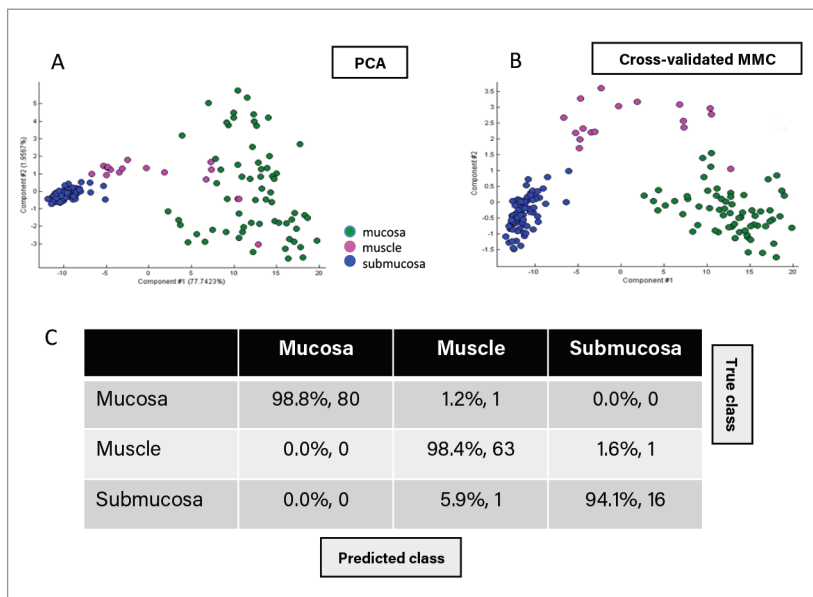 A
PCA
Component #2 (1.9567%)
5
4
3
2
1
0
-1
-2
-3
-10
-5
0
5
10
15
20
Component #1 (77.7423%)
mucosa
muscle
submucosa
B
Cross-validated MMC
Component #2
3.5
3
2.5
2
1.5
1
0.5
0
-0.5
-1
-1.5
-10
-5
0
5
10
15
20
Component #1
C
Mucosa Muscle Submucosa
Mucosa 98.8%, 80 1.2%, 1 0.0%, 0
Muscle 0.0%, 0 98.4%, 63 1.6%, 1
Submucosa 0.0%, 0 5.9%, 1 94.1%, 16
True class
Predicted class